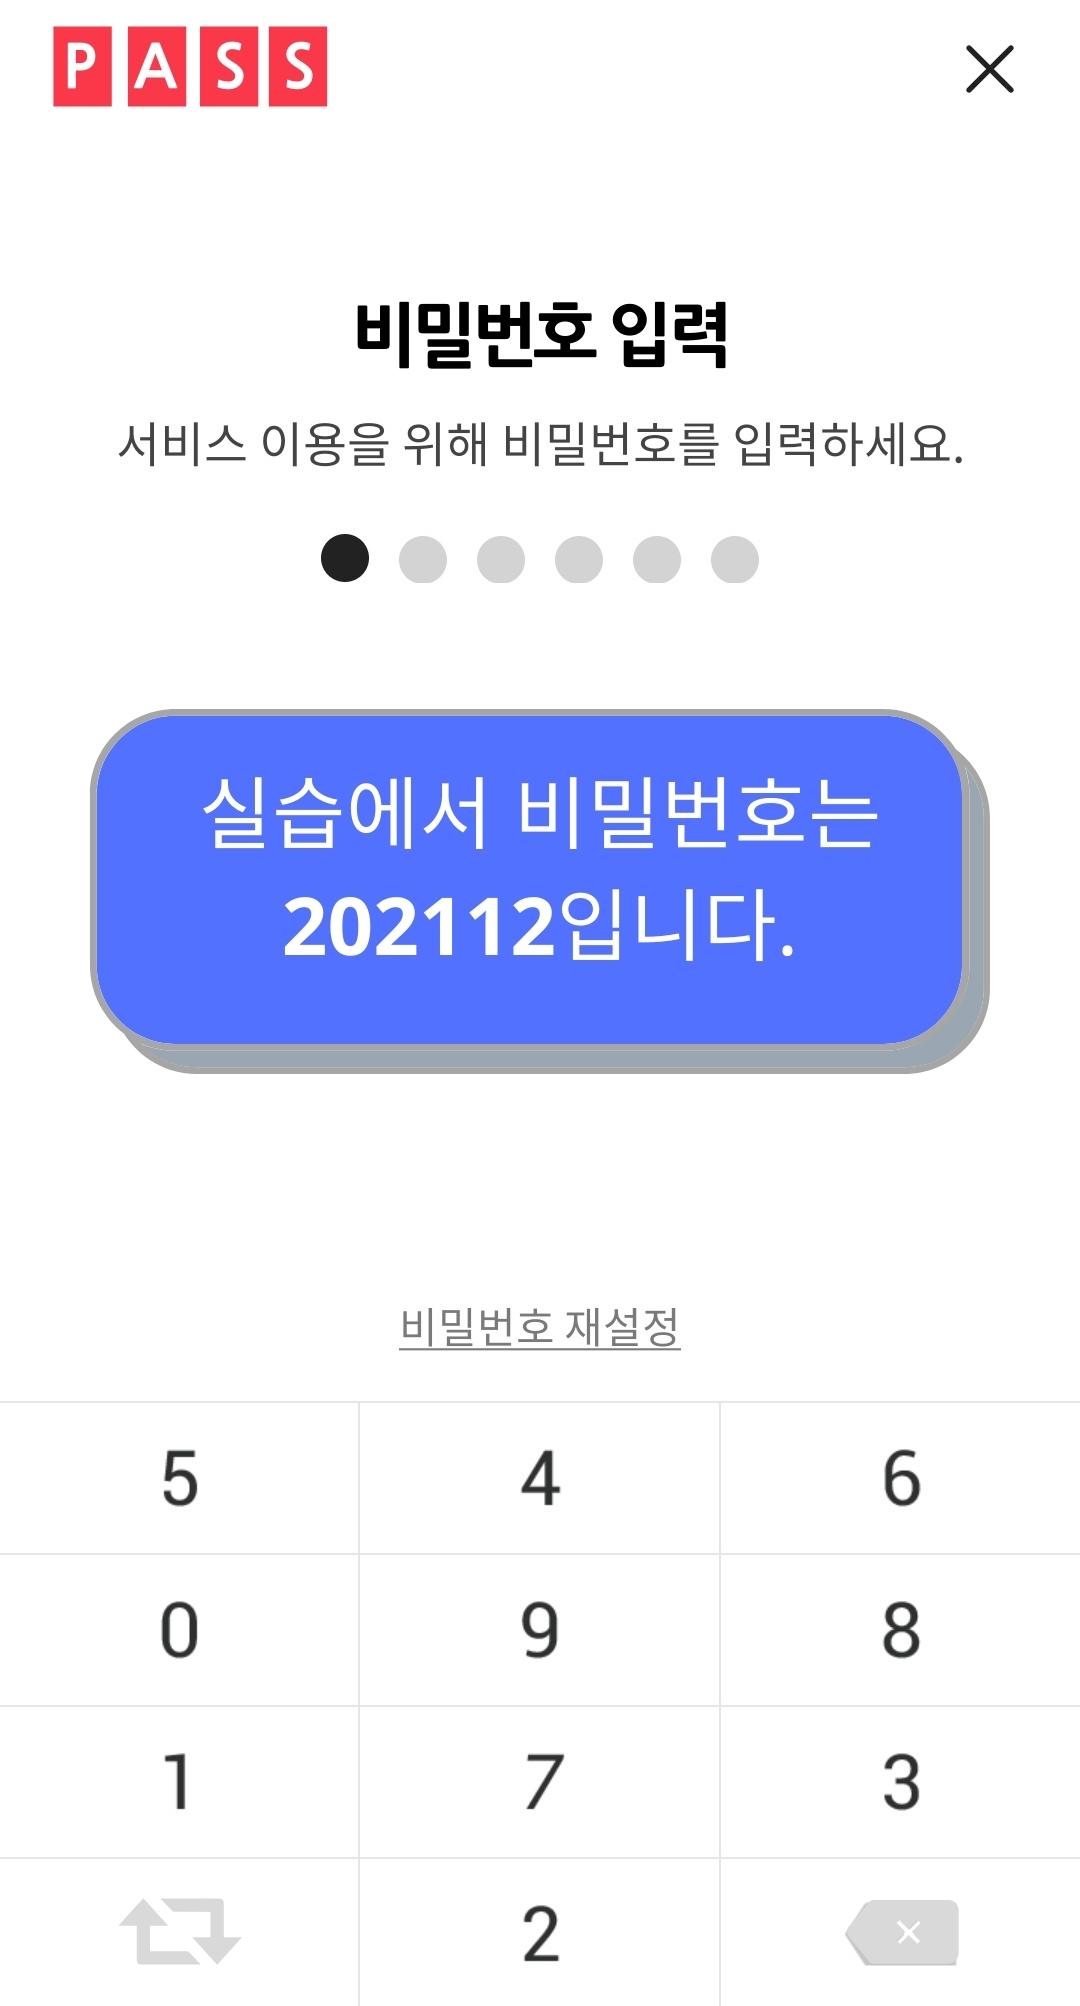 PASS
비밀번호 입력
서비스 이용을 위해 비밀번호를 입력하세요.
실습에서 비밀번호는
202112입니다.
비밀번호 재설정
5 4 6
0 9 8
1 7 3
2